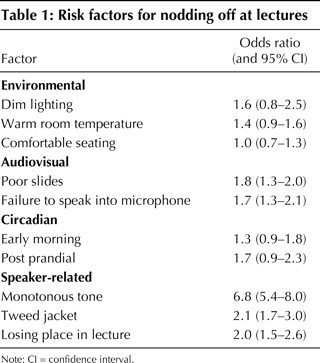 Table 1: Risk factors for nodding off at lectures
Odds ratio
Factor (and 95% CI)
Environmental
Dim lighting 1.6 (0.8–2.5)
Warm room temperature 1.4 (0.9–1.6)
Comfortable seating 1.0 (0.7–1.3)
Audiovisual
Poor slides 1.8 (1.3–2.0)
Failure to speak into microphone 1.7 (1.3–2.1)
Circadian
Early morning 1.3 (0.9–1.8)
Post prandial 1.7 (0.9–2.3)
Speaker-related
Monotonous tone 6.8 (5.4–8.0)
Tweed jacket 2.1 (1.7–3.0)
Losing place in lecture 2.0 (1.5–2.6)
Note: CI = confidence interval.